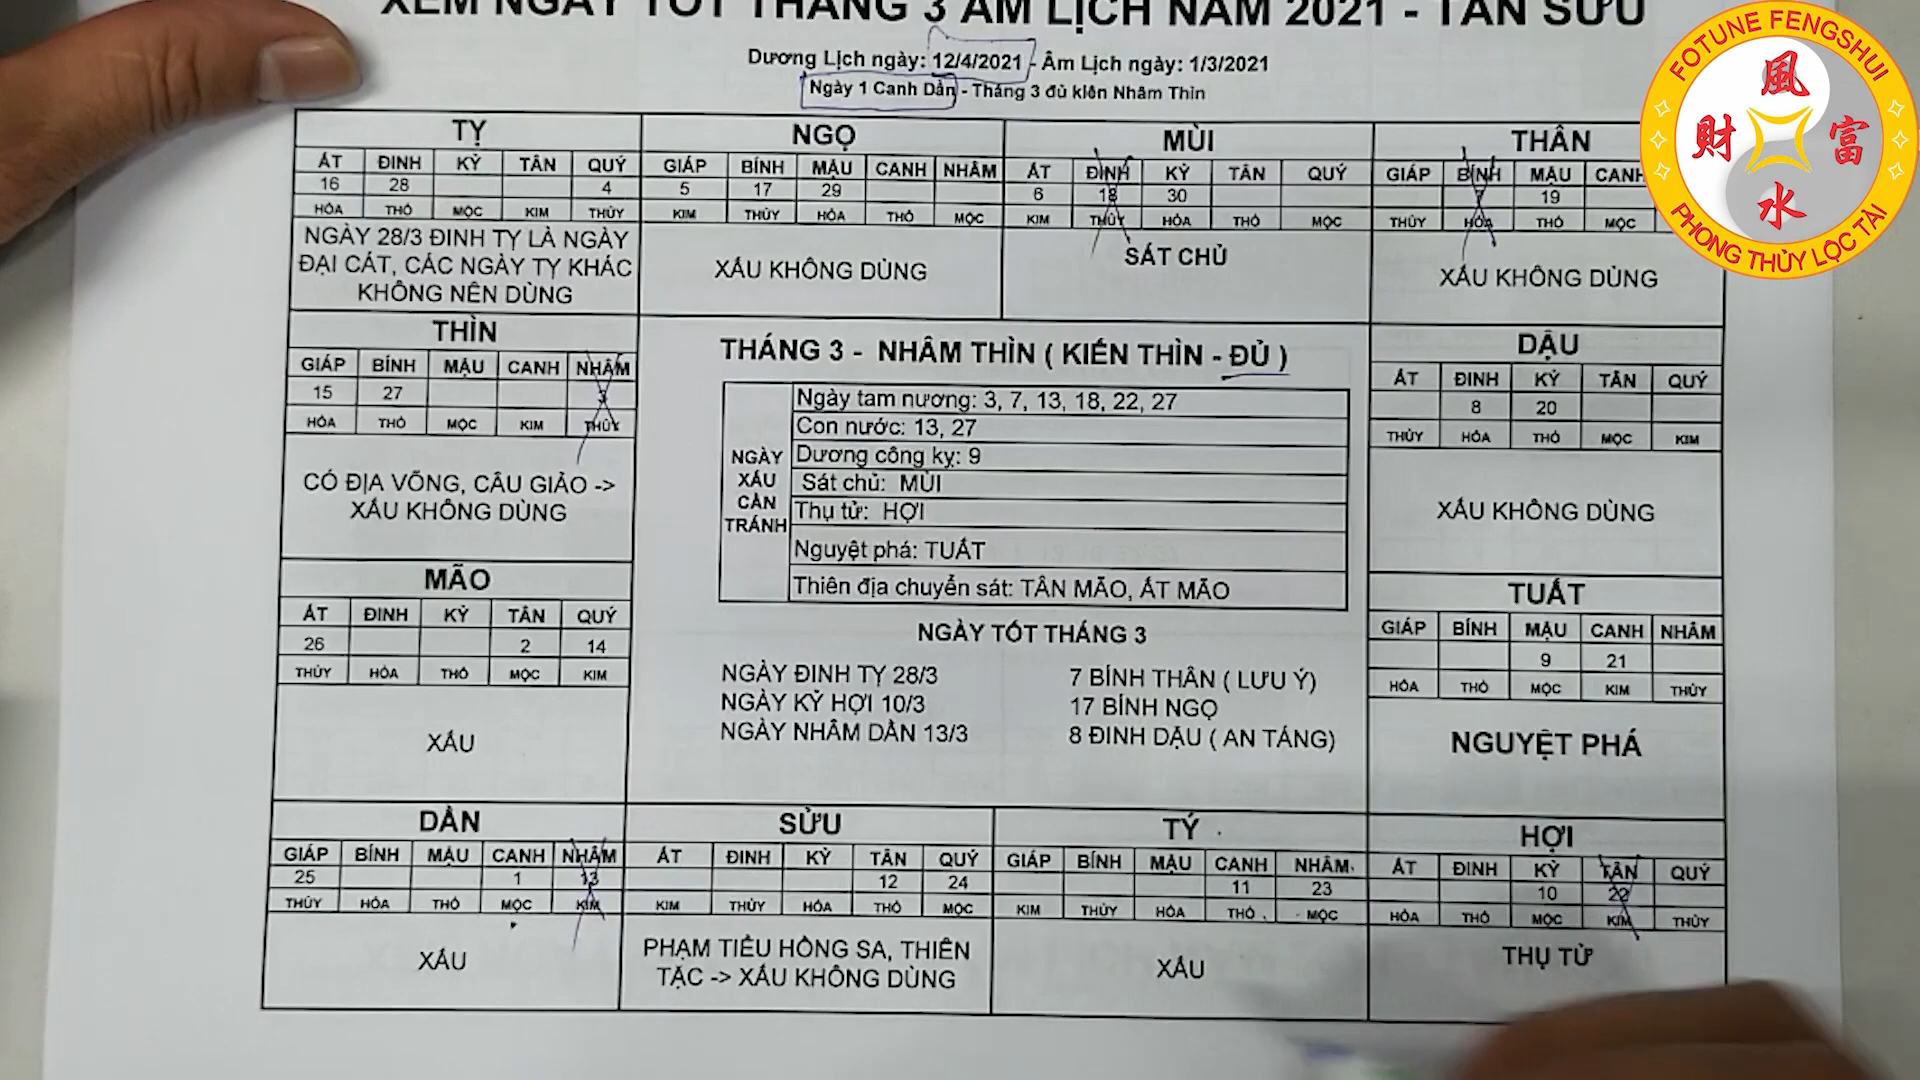 XEM NGÀY TỐT THÁNG 3 ÂM LỊCH NĂM 2021 - TÂN SỬU
Dương Lịch ngày: 12/4/2021 - Âm Lịch ngày: 1/3/2021
Ngày 1 Canh Dần - Tháng 3 đủ kiến Nhâm Thìn
FOTUNE FENGSHUI
風
財 富
水
PHONG THỦY LỘC TÀI
TỴ
ẤT ĐINH KỶ TÂN QUÝ
16 28 4
HỎA THỔ MỘC KIM THỦY
NGÀY 28/3 ĐINH TỴ LÀ NGÀY
ĐẠI CÁT, CÁC NGÀY TỴ KHÁC
KHÔNG NÊN DÙNG
NGỌ
GIÁP BÍNH MẬU CANH NHÂM
5 17 29
KIM THỦY HỎA THỔ MỘC
XẤU KHÔNG DÙNG
MÙI
ẤT ĐINH KỶ TÂN QUÝ
6 18 30
KIM THỦY HỎA THỔ MỘC
SÁT CHỦ
THÂN
GIÁP BÍNH MẬU CANH
7 19
THỦY HỎA THỔ MỘC
XẤU KHÔNG DÙNG
THÌN
GIÁP BÍNH MẬU CANH NHÂM
15 27 3
HỎA THỔ MỘC KIM THỦY
CÓ ĐỊA VÕNG, CÂU GIẢO ->
XẤU KHÔNG DÙNG
THÁNG 3 - NHÂM THÌN ( KIẾN THÌN - ĐỦ )
NGÀY
XẤU
CẦN
TRÁNH
Ngày tam nương: 3, 7, 13, 18, 22, 27
Con nước: 13, 27
Dương công kỵ: 9
Sát chủ: MÙI
Thụ tử: HỢI
Nguyệt phá: TUẤT
Thiên địa chuyển sát: TÂN MÃO, ẤT MÃO
NGÀY TỐT THÁNG 3
NGÀY ĐINH TỴ 28/3 7 BÍNH THÂN ( LƯU Ý)
NGÀY KỶ HỢI 10/3 17 BÍNH NGỌ
NGÀY NHÂM DẦN 13/3 8 ĐINH DẬU ( AN TÁNG)
DẬU
ẤT ĐINH KỶ TÂN QUÝ
8 20
THỦY HỎA THỔ MỘC KIM
XẤU KHÔNG DÙNG
MÃO
ẤT ĐINH KỶ TÂN QUÝ
26 2 14
THỦY HỎA THỔ MỘC KIM
XẤU
TUẤT
GIÁP BÍNH MẬU CANH NHÂM
9 21
HỎA THỔ MỘC KIM THỦY
NGUYỆT PHÁ
DẦN
GIÁP BÍNH MẬU CANH NHÂM
25 1 13
THỦY HỎA THỔ MỘC KIM
XẤU
SỬU
ẤT ĐINH KỶ TÂN QUÝ
12 24
KIM THỦY HỎA THỔ MỘC
PHẠM TIỂU HỒNG SA, THIÊN
TẶC -> XẤU KHÔNG DÙNG
TÝ
GIÁP BÍNH MẬU CANH NHÂM
11 23
KIM THỦY HỎA THỔ MỘC
XẤU
HỢI
ẤT ĐINH KỶ TÂN QUÝ
10 22
HỎA THỔ MỘC KIM THỦY
THỤ TỬ